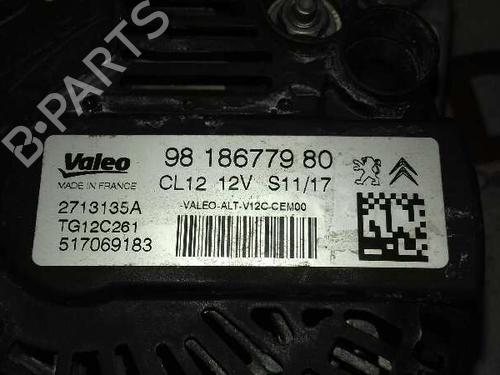 B-PARTS
Valeo
MADE IN FRANCE
98 186779 80
CL12 12V S11/17
2713135A
TG12C261
517069183
-VALEO-ALT-V12C-CEM00